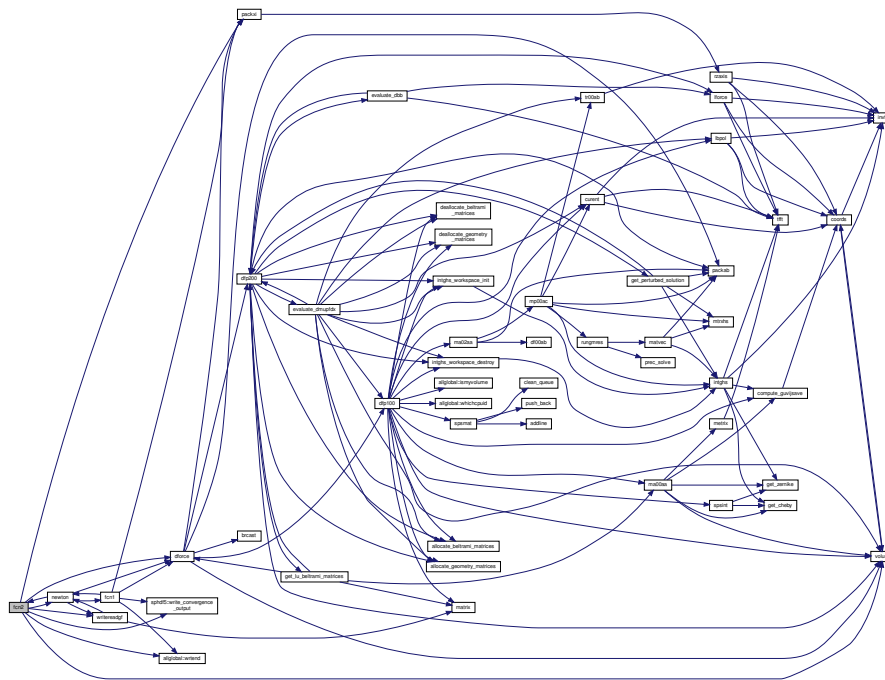 packxi
rzaxis
evaluate_dbb
tr00ab
lforce
lbpol
deallocate_beltrami
_matrices
curent
tfft
coords
deallocate_geometry
_matrices
packab
dfp200
intghs_workspace_init
get_perturbed_solution
mp00ac
evaluate_dmupfdx
mtrxhs
ma02aa
df00ab
rungmres
matvec
intghs_workspace_destroy
prec_solve
allglobal::ismyvolume
clean_queue
intghs
compute_guvijsave
dfp100
allglobal::whichcpuid
push_back
spsmat
addline
metrix
ma00aa
get_zernike
spsint
get_cheby
brcast
allocate_beltrami_matrices
dforce
allocate_geometry_matrices
get_lu_beltrami_matrices
newton
fcn1
fcn2
sphdf5::write_convergence
_output
matrix
writereadgf
allglobal::wrtend